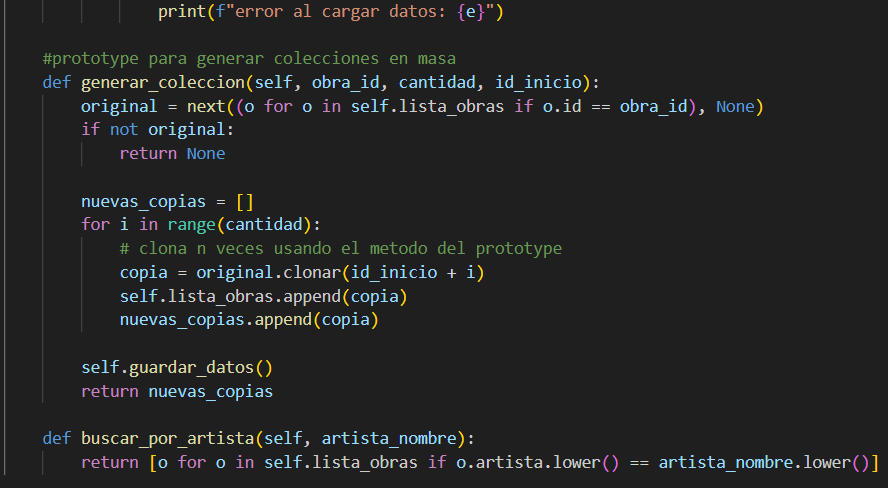 print(f"error al cargar datos: {e}")
#prototype para generar colecciones en masa
def generar_coleccion(self, obra_id, cantidad, id_inicio):
original = next((o for o in self.lista_obras if o.id == obra_id), None)
if not original:
return None
nuevas_copias = []
for i in range(cantidad):
# clona n veces usando el metodo del prototype
copia = original.clonar(id_inicio + i)
self.lista_obras.append(copia)
nuevas_copias.append(copia)
self.guardar_datos()
return nuevas_copias
def buscar_por_artista(self, artista_nombre):
return [o for o in self.lista_obras if o.artista.lower() == artista_nombre.lower()]